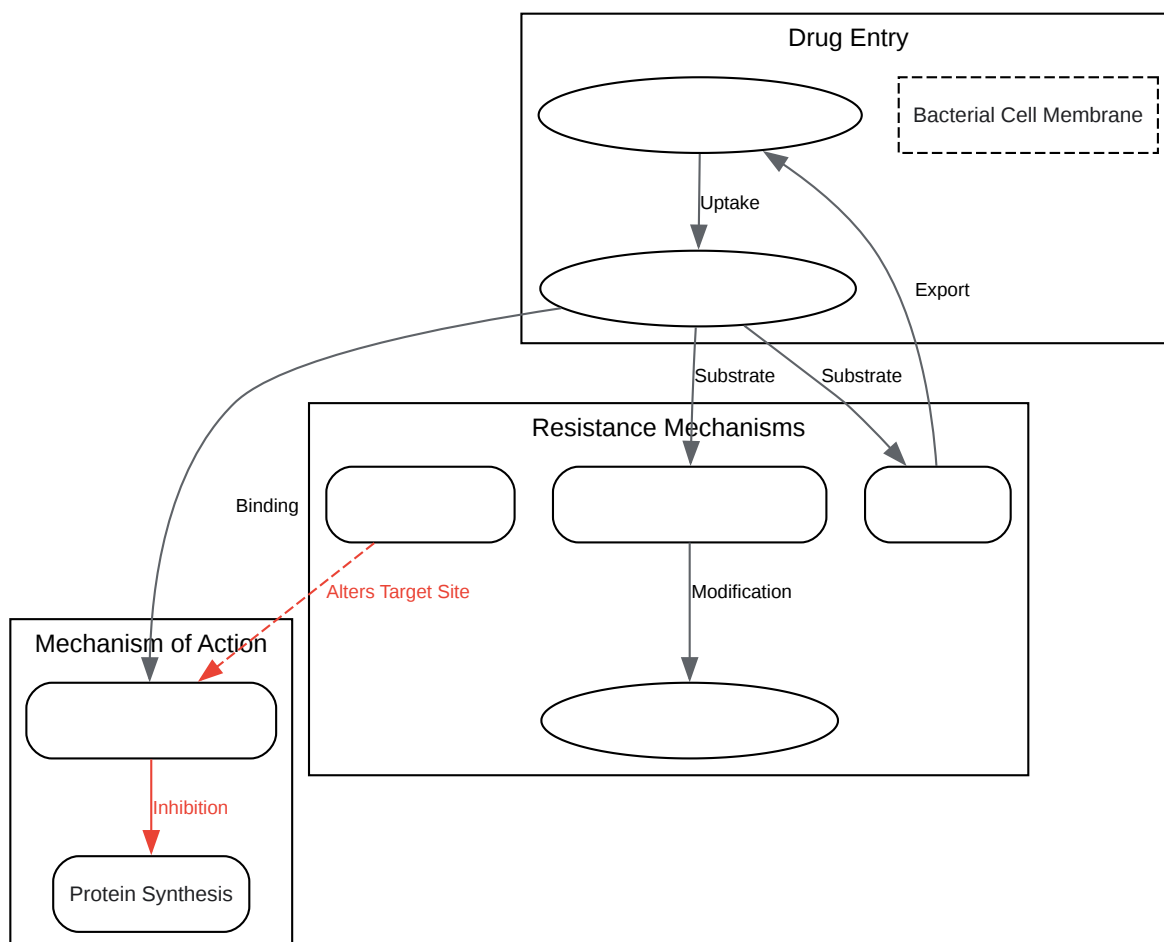 Drug Entry
Bacterial Cell Membrane
Uptake
Export
Substrate
Substrate
Resistance Mechanisms
Binding
Alters Target Site
Modification
Mechanism of Action
Inhibition
Protein Synthesis